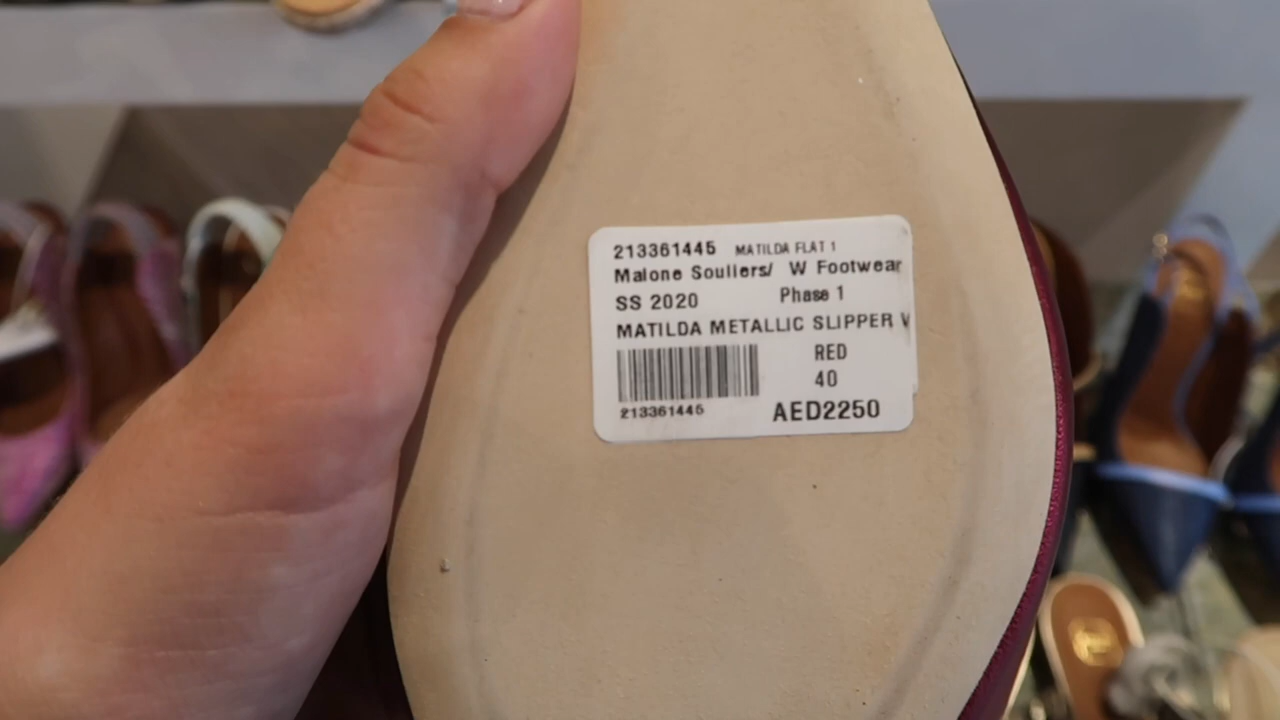 213361445 MATILDA FLAT 1
Malone Souliers/ W Footwear
SS 2020 Phase 1
MATILDA METALLIC SLIPPER V
RED
40
213361445 AED2250